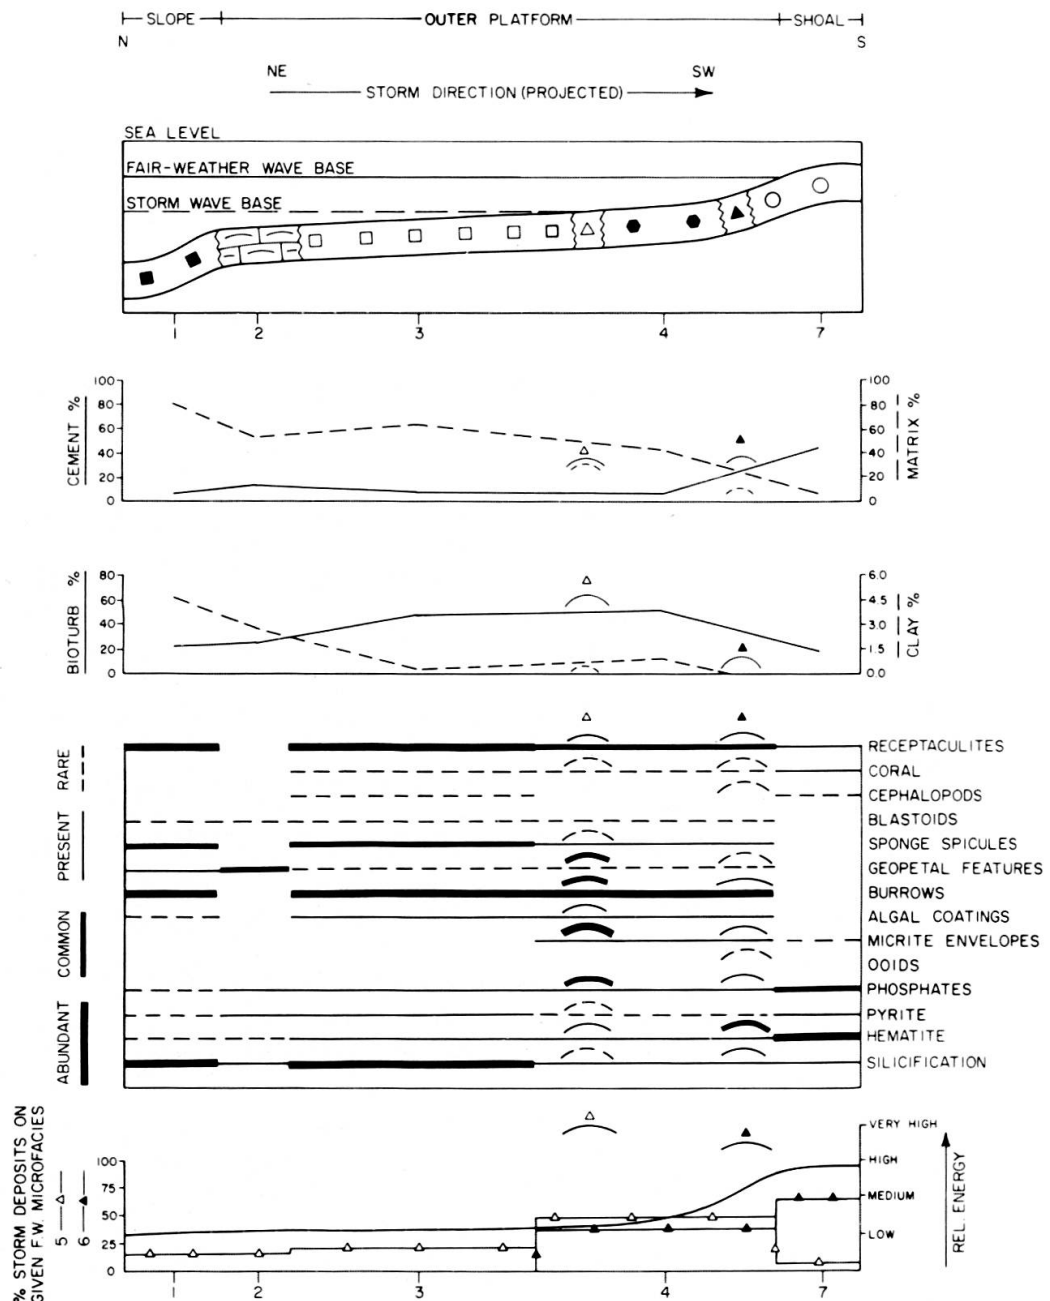 SLOPE OUTER PLATFORM SHOAL
N S
NE SW
STORM DIRECTION (PROJECTED)
SEA LEVEL
FAIR-WEATHER WAVE BASE
STORM WAVE BASE
1 2 3 4 7
CEMENT %
100
80
60
40
20
0
100
80
60
40
20
0
MATRIX %
BIOTURB %
80
60
40
20
0
6.0
4.5
3.0
1.5
0.0
CLAY %
RARE
PRESENT
COMMON
ABUNDANT
RECEPTACULITES
CORAL
CEPHALOPODS
BLASTOIDS
SPONGE SPICULES
GEOPETAL FEATURES
BURROWS
ALGAL COATINGS
MICRITE ENVELOPES
OOIDS
PHOSPHATES
PYRITE
HEMATITE
SILICIFICATION
% STORM DEPOSITS ON
GIVEN F.W. MICROFACIES
5
6
100
75
50
25
0
VERY HIGH
HIGH
MEDIUM
LOW
REL. ENERGY
1 2 3 4 7